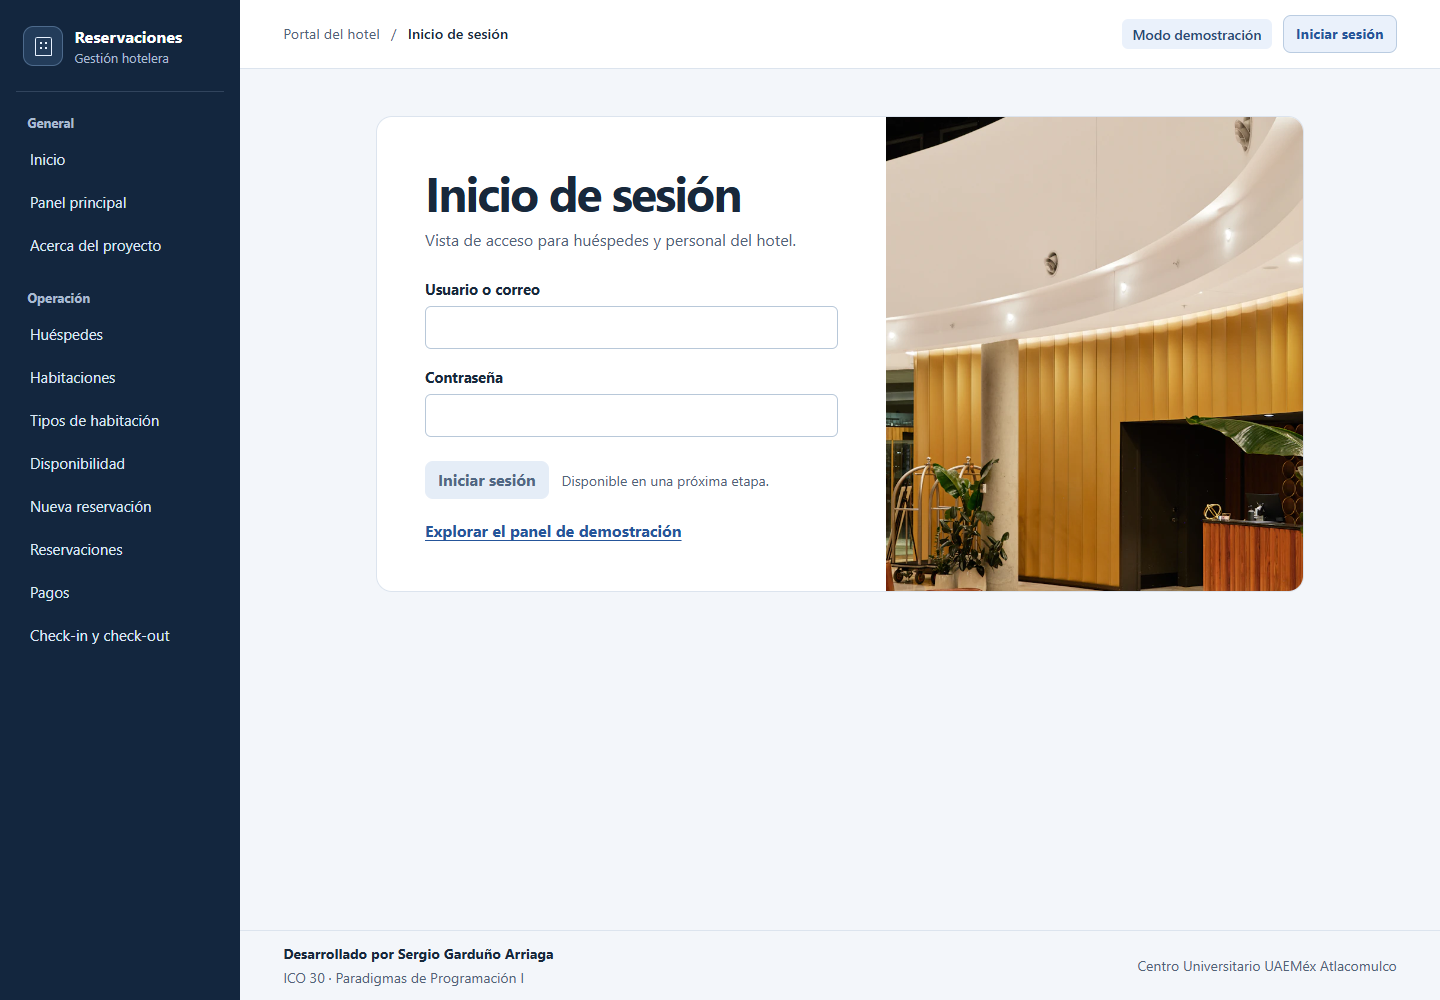 Reservaciones
Gestión hotelera
General
Inicio
Panel principal
Acerca del proyecto
Operación
Huéspedes
Habitaciones
Tipos de habitación
Disponibilidad
Nueva reservación
Reservaciones
Pagos
Check-in y check-out
Portal del hotel / Inicio de sesión
Modo demostración
Iniciar sesión
Inicio de sesión
Vista de acceso para huéspedes y personal del hotel.
Usuario o correo
Contraseña
Iniciar sesión
Disponible en una próxima etapa.
Explorar el panel de demostración
Desarrollado por Sergio Garduño Arriaga
ICO 30 · Paradigmas de Programación I
Centro Universitario UAEMéx Atlacomulco